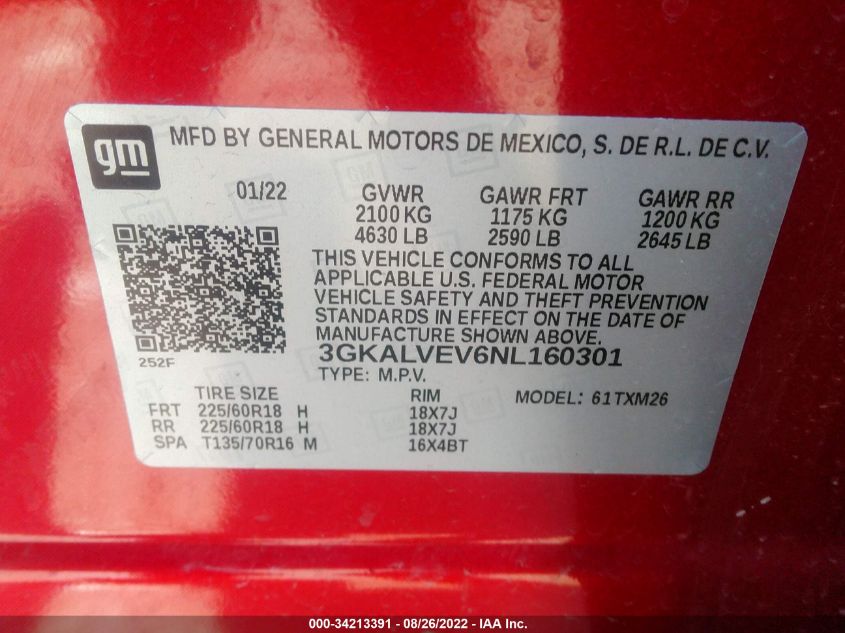 gm
MFD BY GENERAL MOTORS DE MEXICO, S. DE R.L. DE C.V.
01/22 GVWR GAWR FRT GAWR RR
2100 KG 1175 KG 1200 KG
4630 LB 2590 LB 2645 LB
THIS VEHICLE CONFORMS TO ALL
APPLICABLE U.S. FEDERAL MOTOR
VEHICLE SAFETY AND THEFT PREVENTION
STANDARDS IN EFFECT ON THE DATE OF
MANUFACTURE SHOWN ABOVE.
252F 3GKALVEV6NL160301
TYPE: M.P.V.
TIRE SIZE RIM MODEL: 61TXM26
FRT 225/60R18 H 18X7J
RR 225/60R18 H 18X7J
SPA T135/70R16 M 16X4BT
000-34213391 - 08/26/2022 - IAA Inc.